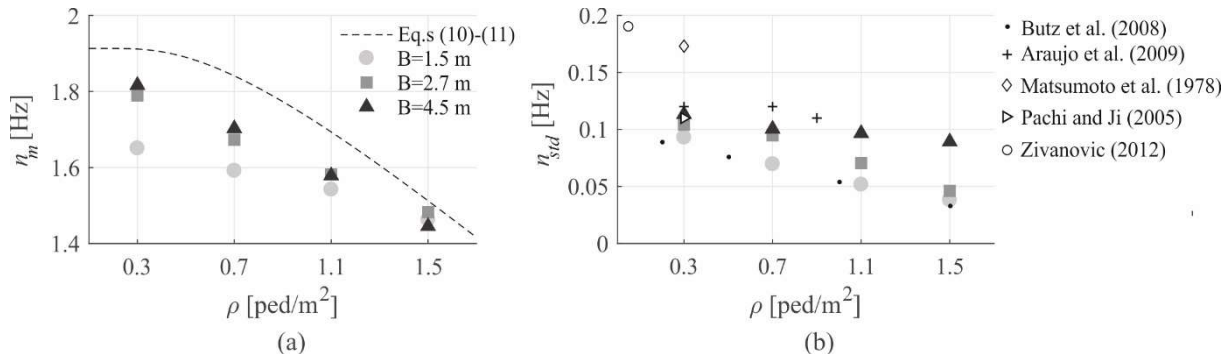 Eq.s (10)-(11)
B=1.5 m
B=2.7 m
B=4.5 m
2
1.8
1.6
1.4
n_m [Hz]
0.3 0.7 1.1 1.5
ρ [ped/m²]
(a)
0.2
0.15
0.1
0.05
0
n_std [Hz]
0.3 0.7 1.1 1.5
ρ [ped/m²]
(b)
Butz et al. (2008)
Araujo et al. (2009)
Matsumoto et al. (1978)
Pachi and Ji (2005)
Zivanovic (2012)